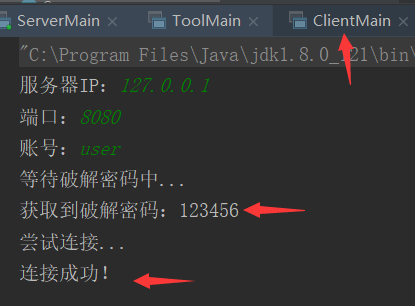 ServerMain × ToolMain × ClientMain ×
"C:\Program Files\Java\jdk1.8.0_121\bin\
服务器IP：127.0.0.1
端口：8080
账号：user
等待破解密码中...
获取到破解密码：123456
尝试连接...
连接成功！